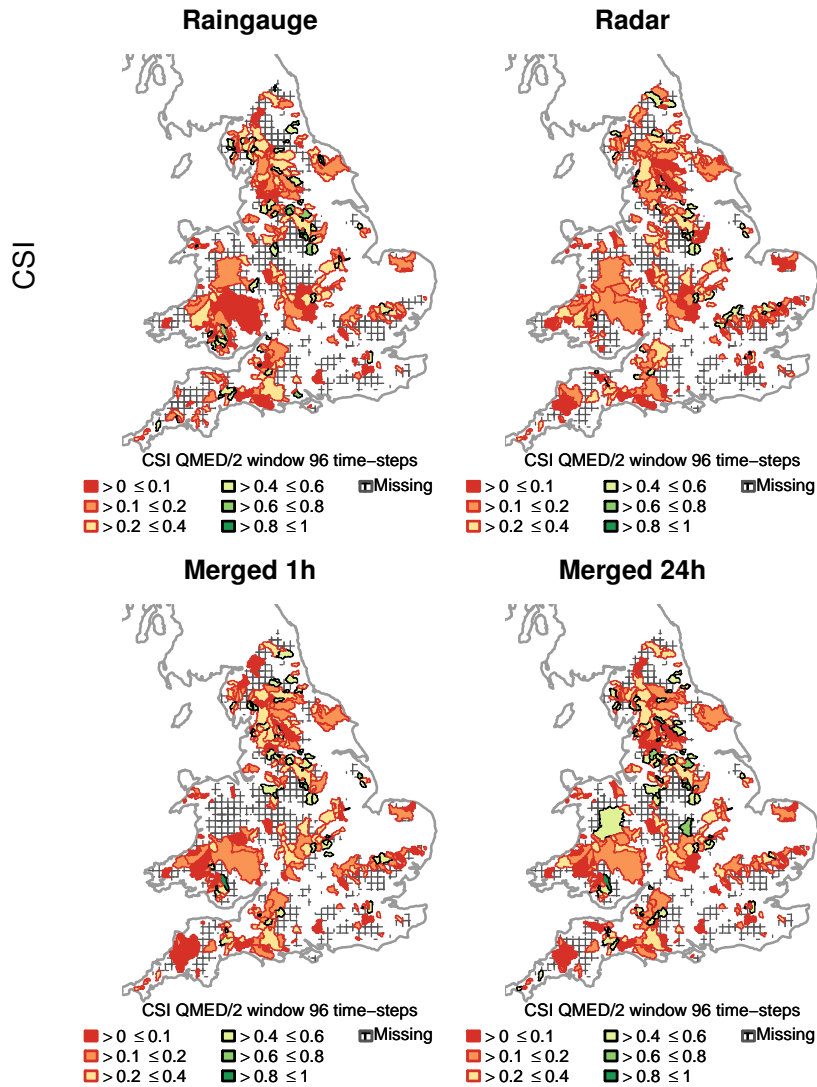 Raingauge Radar
CSI
CSI QMED/2 window 96 time−steps CSI QMED/2 window 96 time−steps
> 0 ≤ 0.1 > 0.4 ≤ 0.6 Missing > 0 ≤ 0.1 > 0.4 ≤ 0.6 Missing
> 0.1 ≤ 0.2 > 0.6 ≤ 0.8 > 0.1 ≤ 0.2 > 0.6 ≤ 0.8
> 0.2 ≤ 0.4 > 0.8 ≤ 1 > 0.2 ≤ 0.4 > 0.8 ≤ 1
Merged 1h Merged 24h
CSI QMED/2 window 96 time−steps CSI QMED/2 window 96 time−steps
> 0 ≤ 0.1 > 0.4 ≤ 0.6 Missing > 0 ≤ 0.1 > 0.4 ≤ 0.6 Missing
> 0.1 ≤ 0.2 > 0.6 ≤ 0.8 > 0.1 ≤ 0.2 > 0.6 ≤ 0.8
> 0.2 ≤ 0.4 > 0.8 ≤ 1 > 0.2 ≤ 0.4 > 0.8 ≤ 1